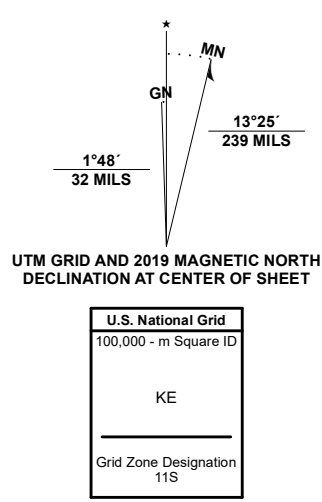 MN
GN
13°25´
239 MILS
1°48´
32 MILS
UTM GRID AND 2019 MAGNETIC NORTH
DECLINATION AT CENTER OF SHEET
U.S. National Grid
100,000 - m Square ID
KE
Grid Zone Designation
11S